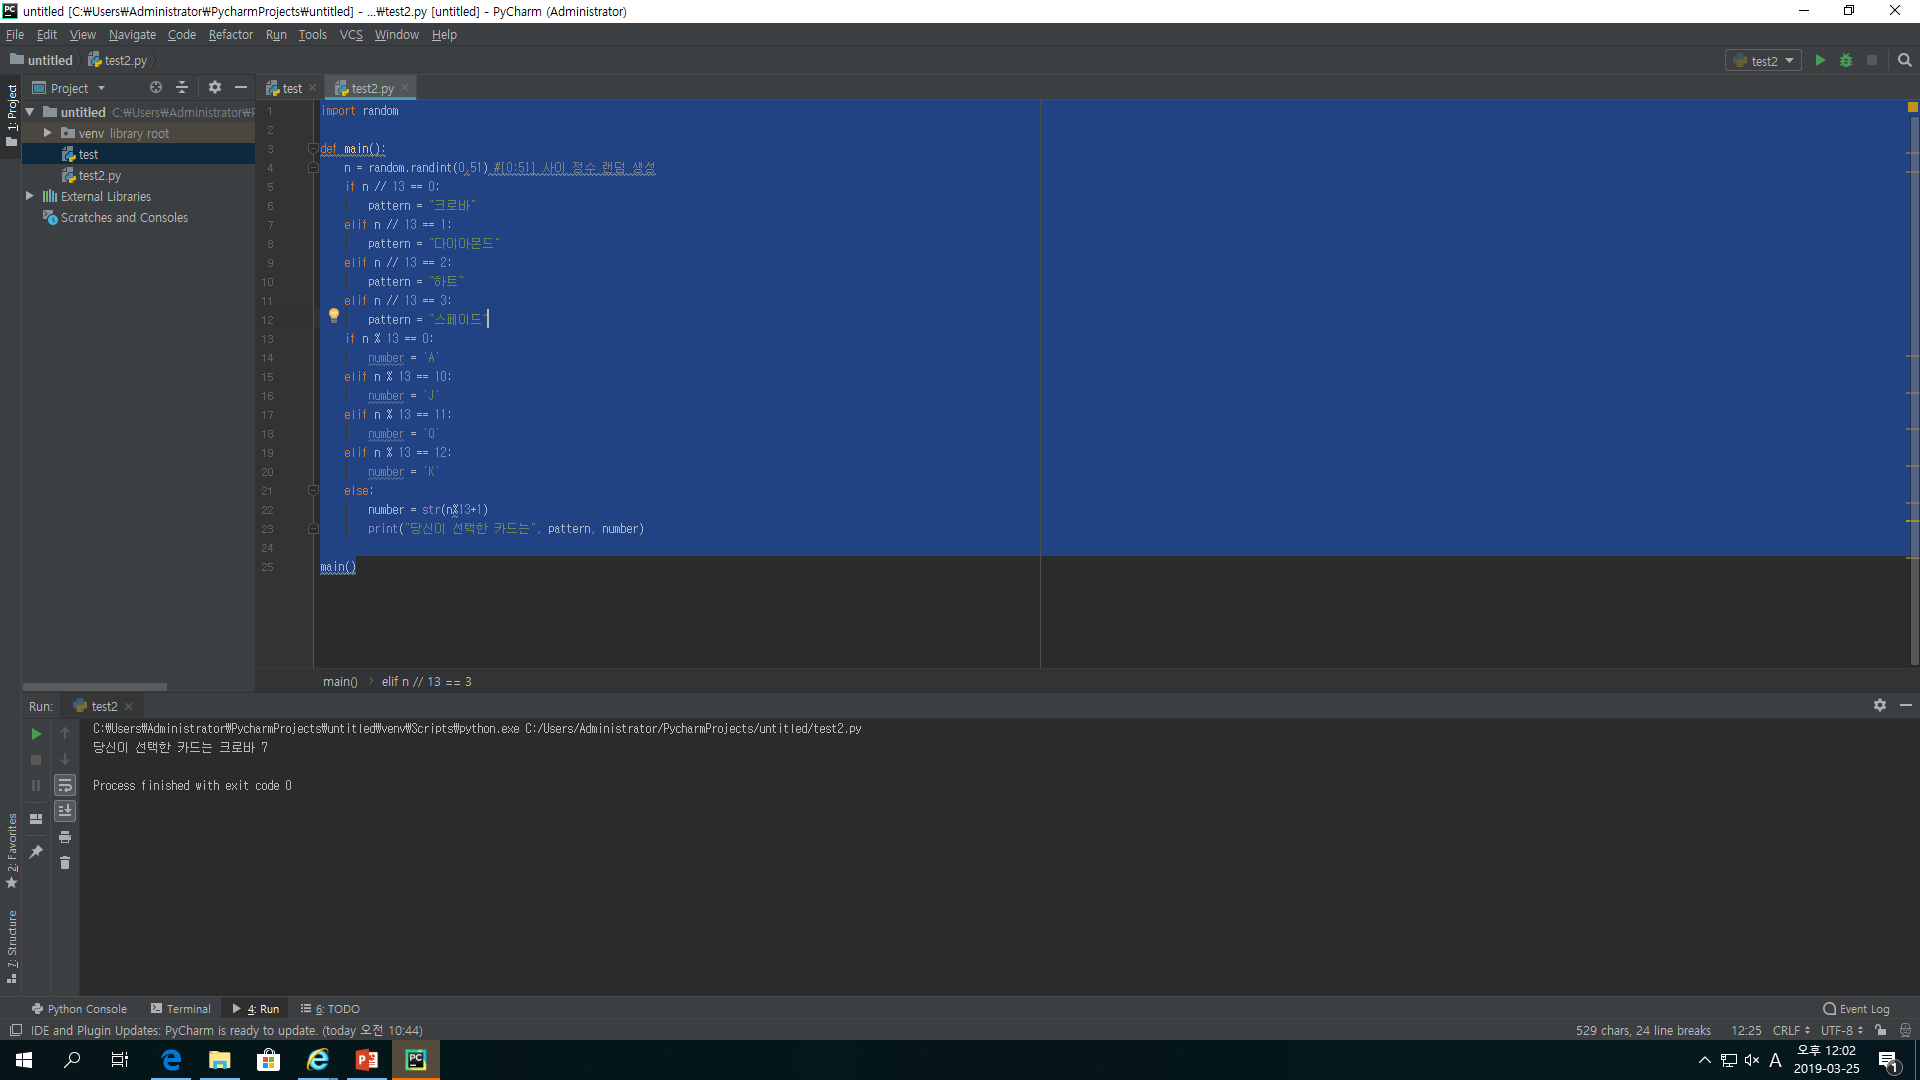 untitled [C:₩Users₩Administrator₩PycharmProjects₩untitled] - ...₩test2.py [untitled] - PyCharm (Administrator)
File Edit View Navigate Code Refactor Run Tools VCS Window Help
untitled test2.py
test2
Project
test test2.py
1: Project
untitled C:₩Users₩Administrator₩
venv library root
test
test2.py
External Libraries
Scratches and Consoles
1 import random
2
3 def main():
4 n = random.randint(0,51) #[0:51] 사이 정수 랜덤 생성
5 if n // 13 == 0:
6 pattern = "크로바"
7 elif n // 13 == 1:
8 pattern = "다이아몬드"
9 elif n // 13 == 2:
10 pattern = "하트"
11 elif n // 13 == 3:
12 pattern = "스페이드"
13 if n % 13 == 0:
14 number = 'A'
15 elif n % 13 == 10:
16 number = 'J'
17 elif n % 13 == 11:
18 number = 'Q'
19 elif n % 13 == 12:
20 number = 'K'
21 else:
22 number = str(n%13+1)
23 print("당신이 선택한 카드는", pattern, number)
24
25 main()
main() elif n // 13 == 3
Run: test2
C:₩Users₩Administrator₩PycharmProjects₩untitled₩venv₩Scripts₩python.exe C:/Users/Administrator/PycharmProjects/untitled/test2.py
당신이 선택한 카드는 크로바 7
Process finished with exit code 0
2: Favorites
7: Structure
Python Console Terminal 4: Run 6: TODO Event Log
IDE and Plugin Updates: PyCharm is ready to update. (today 오전 10:44) 529 chars, 24 line breaks 12:25 CRLF UTF-8
A 오후 12:02
2019-03-25
1